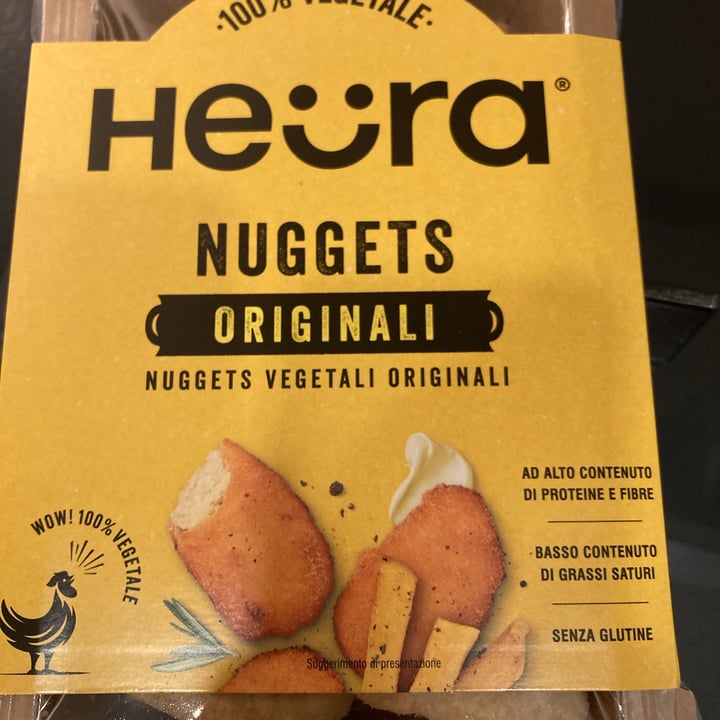 ·100% VEGETALE·
Heüra®
NUGGETS
ORIGINALI
NUGGETS VEGETALI ORIGINALI
AD ALTO CONTENUTO
DI PROTEINE E FIBRE
BASSO CONTENUTO
DI GRASSI SATURI
SENZA GLUTINE
WOW! 100% VEGETALE
Suggerimento di presentazione